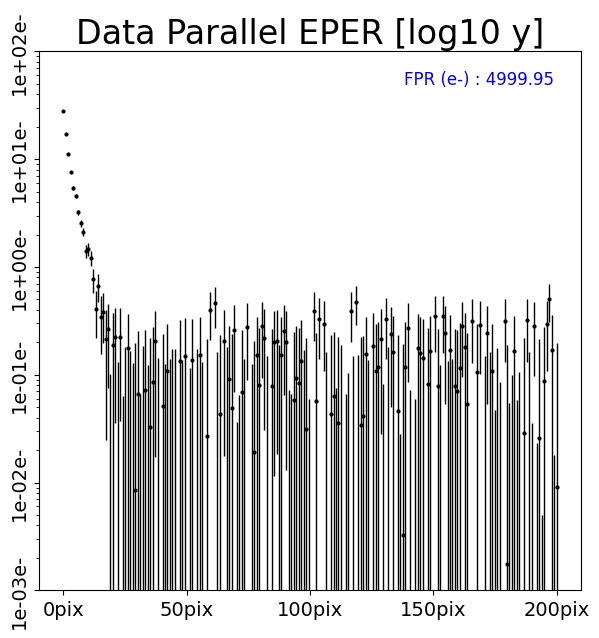 Data Parallel EPER [log10 y]
FPR (e-) : 4999.95
1e+02e-
1e+01e-
1e+00e-
1e-01e-
1e-02e-
1e-03e-
0pix 50pix 100pix 150pix 200pix